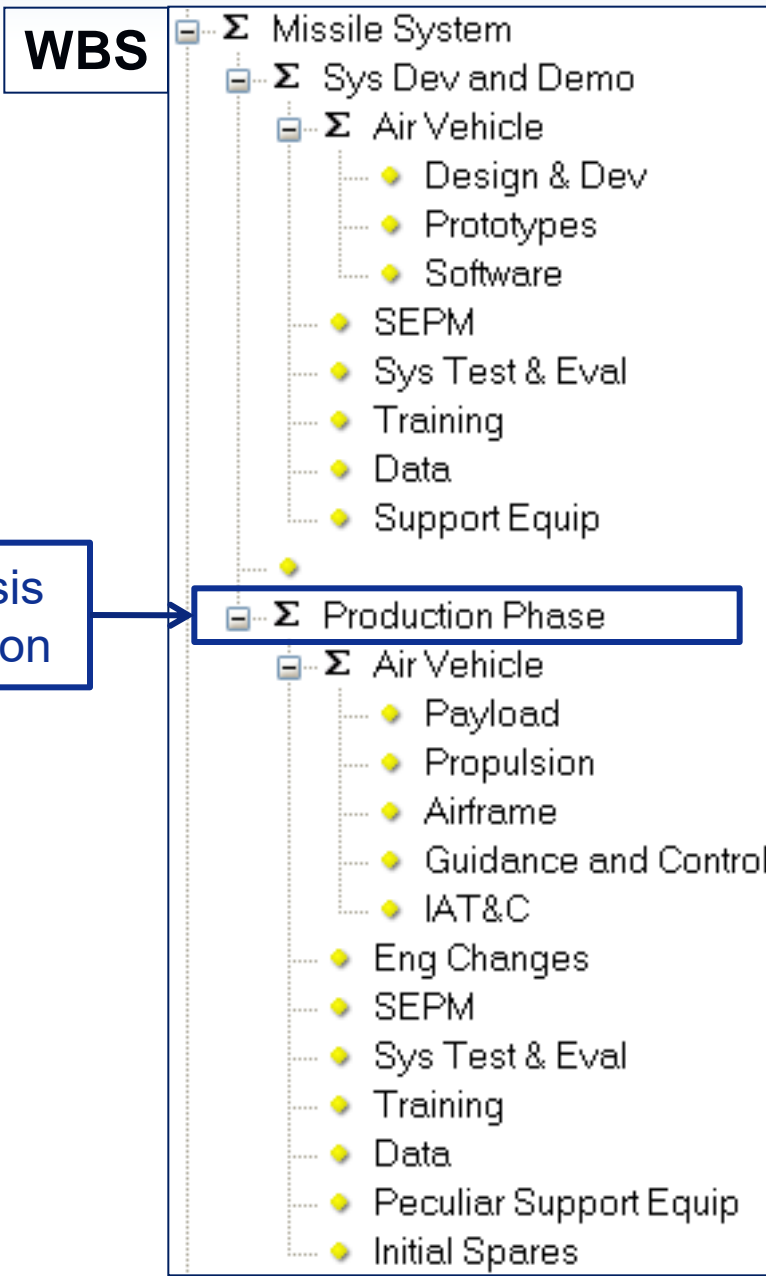 WBS
Σ Missile System
Σ Sys Dev and Demo
Σ Air Vehicle
Design & Dev
Prototypes
Software
SEPM
Sys Test & Eval
Training
Data
Support Equip
sis
on
Σ Production Phase
Σ Air Vehicle
Payload
Propulsion
Airframe
Guidance and Control
IAT&C
Eng Changes
SEPM
Sys Test & Eval
Training
Data
Peculiar Support Equip
Initial Spares